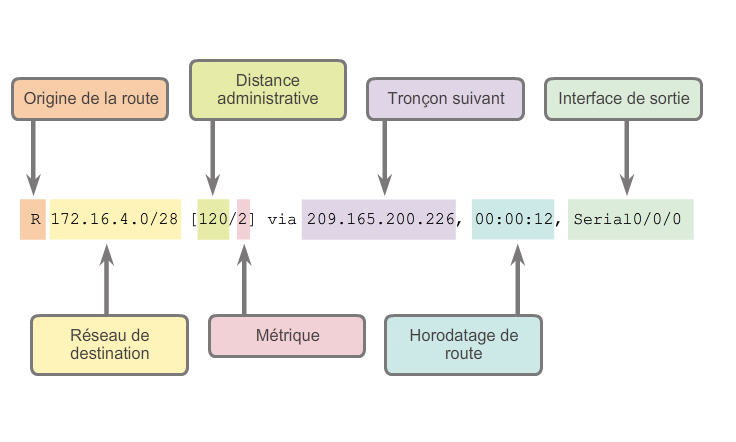 Origine de la route
Distance
administrative
Tronçon suivant
Interface de sortie
R 172.16.4.0/28 [120/2] via 209.165.200.226, 00:00:12, Serial0/0/0
Réseau de
destination
Métrique
Horodatage de
route